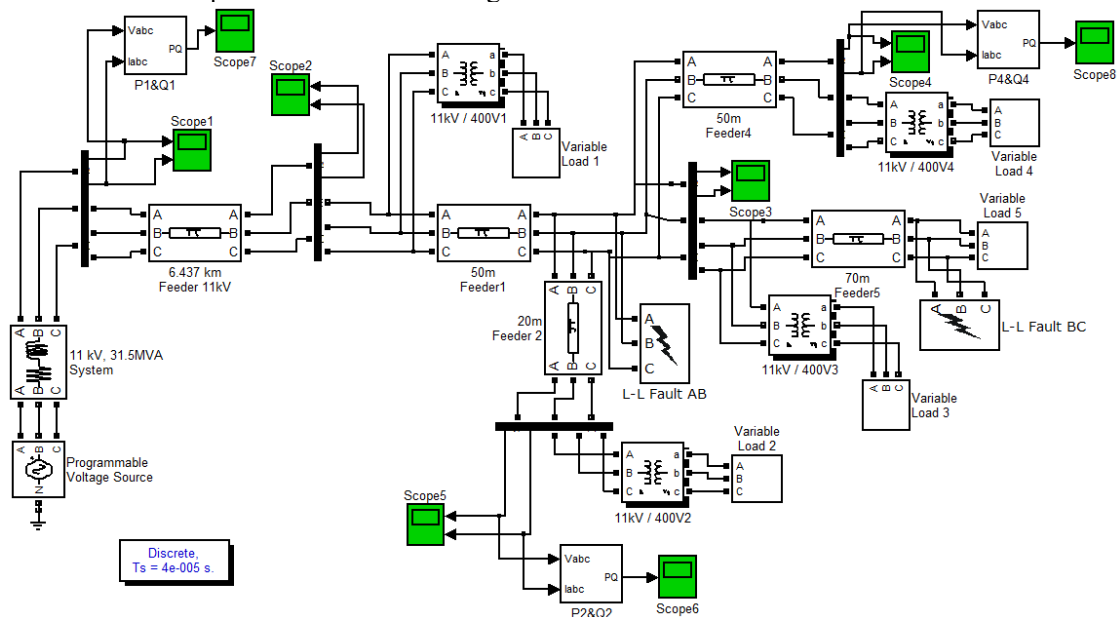 Vabc
Iabc
PQ
P1&Q1
Scope7
Scope2
Scope1
A
B
C
a
b
c
11kV / 400V1
A B C
Variable
Load 1
A
B
C
A
B
C
50m
Feeder4
Scope4
Vabc
Iabc
PQ
P4&Q4
Scope8
A
B
C
a
b
c
11kV / 400V4
A
B
C
Variable
Load 4
A
B
C
A
B
C
6.437 km
Feeder 11kV
A
B
C
A
B
C
50m
Feeder1
Scope3
A
B
C
A
B
C
70m
Feeder5
Variable
Load 5
A
B
C
A B C
L-L Fault BC
A B C
A B C
20m
Feeder 2
A
B
C
L-L Fault AB
A
B
C
a
b
c
11kV / 400V3
A B C
Variable
Load 3
A B C
A B C
11 kV, 31.5MVA
System
A B C
N
Programmable
Voltage Source
A
B
C
a
b
c
11kV / 400V2
Variable
Load 2
A
B
C
Scope5
Vabc
Iabc
PQ
P2&Q2
Scope6
Discrete,
Ts = 4e-005 s.